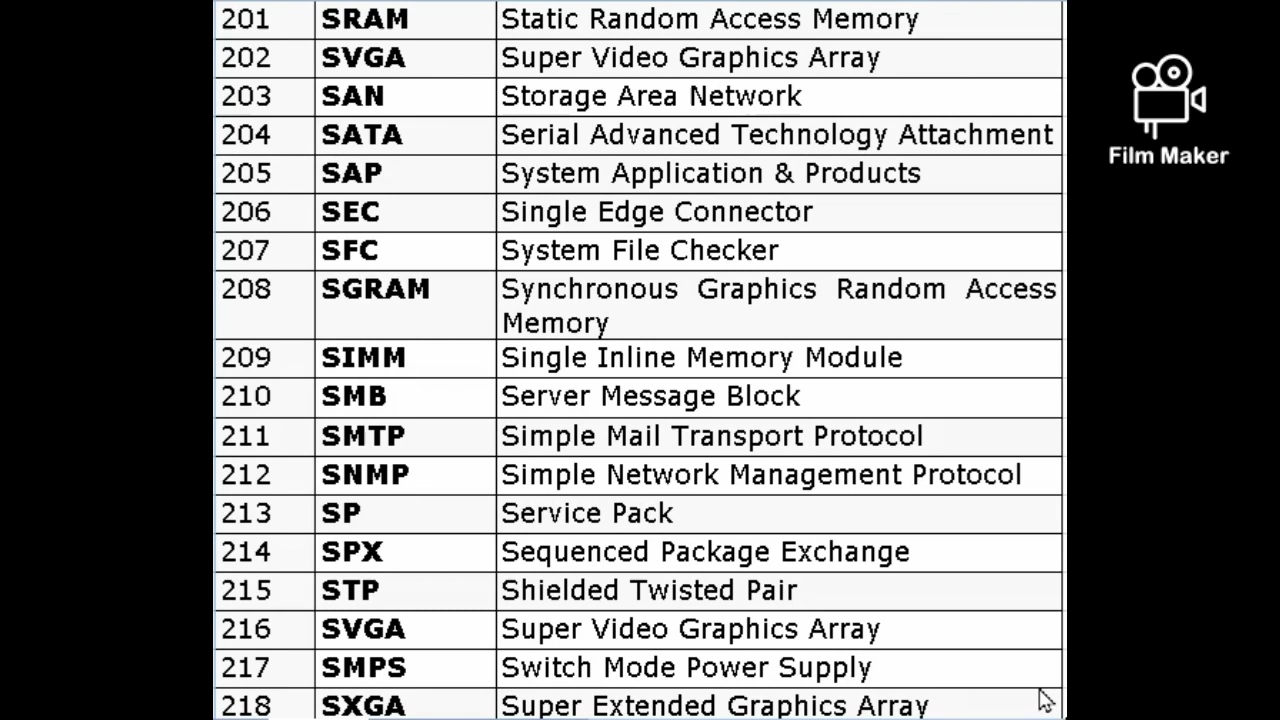 201 SRAM Static Random Access Memory
202 SVGA Super Video Graphics Array
203 SAN Storage Area Network
204 SATA Serial Advanced Technology Attachment
205 SAP System Application & Products
206 SEC Single Edge Connector
207 SFC System File Checker
208 SGRAM Synchronous Graphics Random Access
Memory
209 SIMM Single Inline Memory Module
210 SMB Server Message Block
211 SMTP Simple Mail Transport Protocol
212 SNMP Simple Network Management Protocol
213 SP Service Pack
214 SPX Sequenced Package Exchange
215 STP Shielded Twisted Pair
216 SVGA Super Video Graphics Array
217 SMPS Switch Mode Power Supply
218 SXGA Super Extended Graphics Array
Film Maker